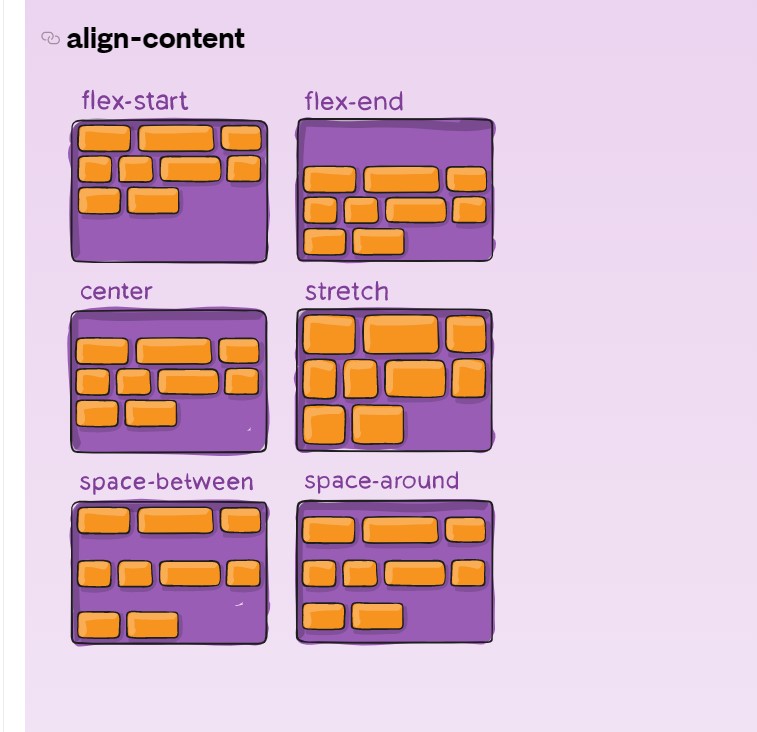 align-content
flex-start
flex-end
center
stretch
space-between
space-around